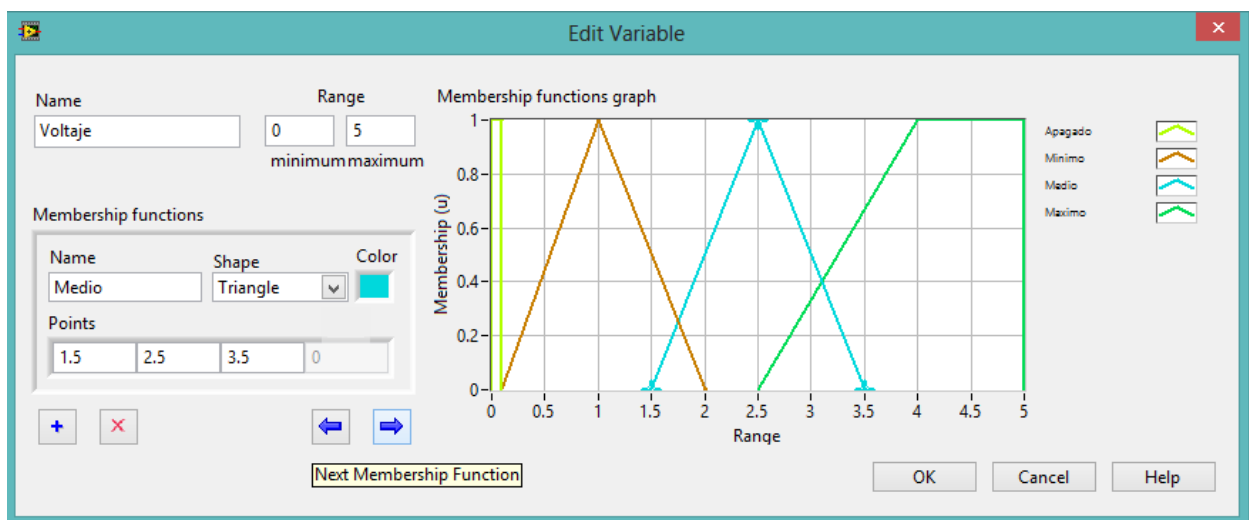 Edit Variable
Name
Voltaje
Range
0 5
minimum maximum
Membership functions
Name Shape Color
Medio Triangle
Points
1.5 2.5 3.5 0
Next Membership Function
Membership functions graph
Membership (u)
1
0.8
0.6
0.4
0.2
0
0 0.5 1 1.5 2 2.5 3 3.5 4 4.5 5
Range
Apagado
Minimo
Medio
Maximo
OK Cancel Help